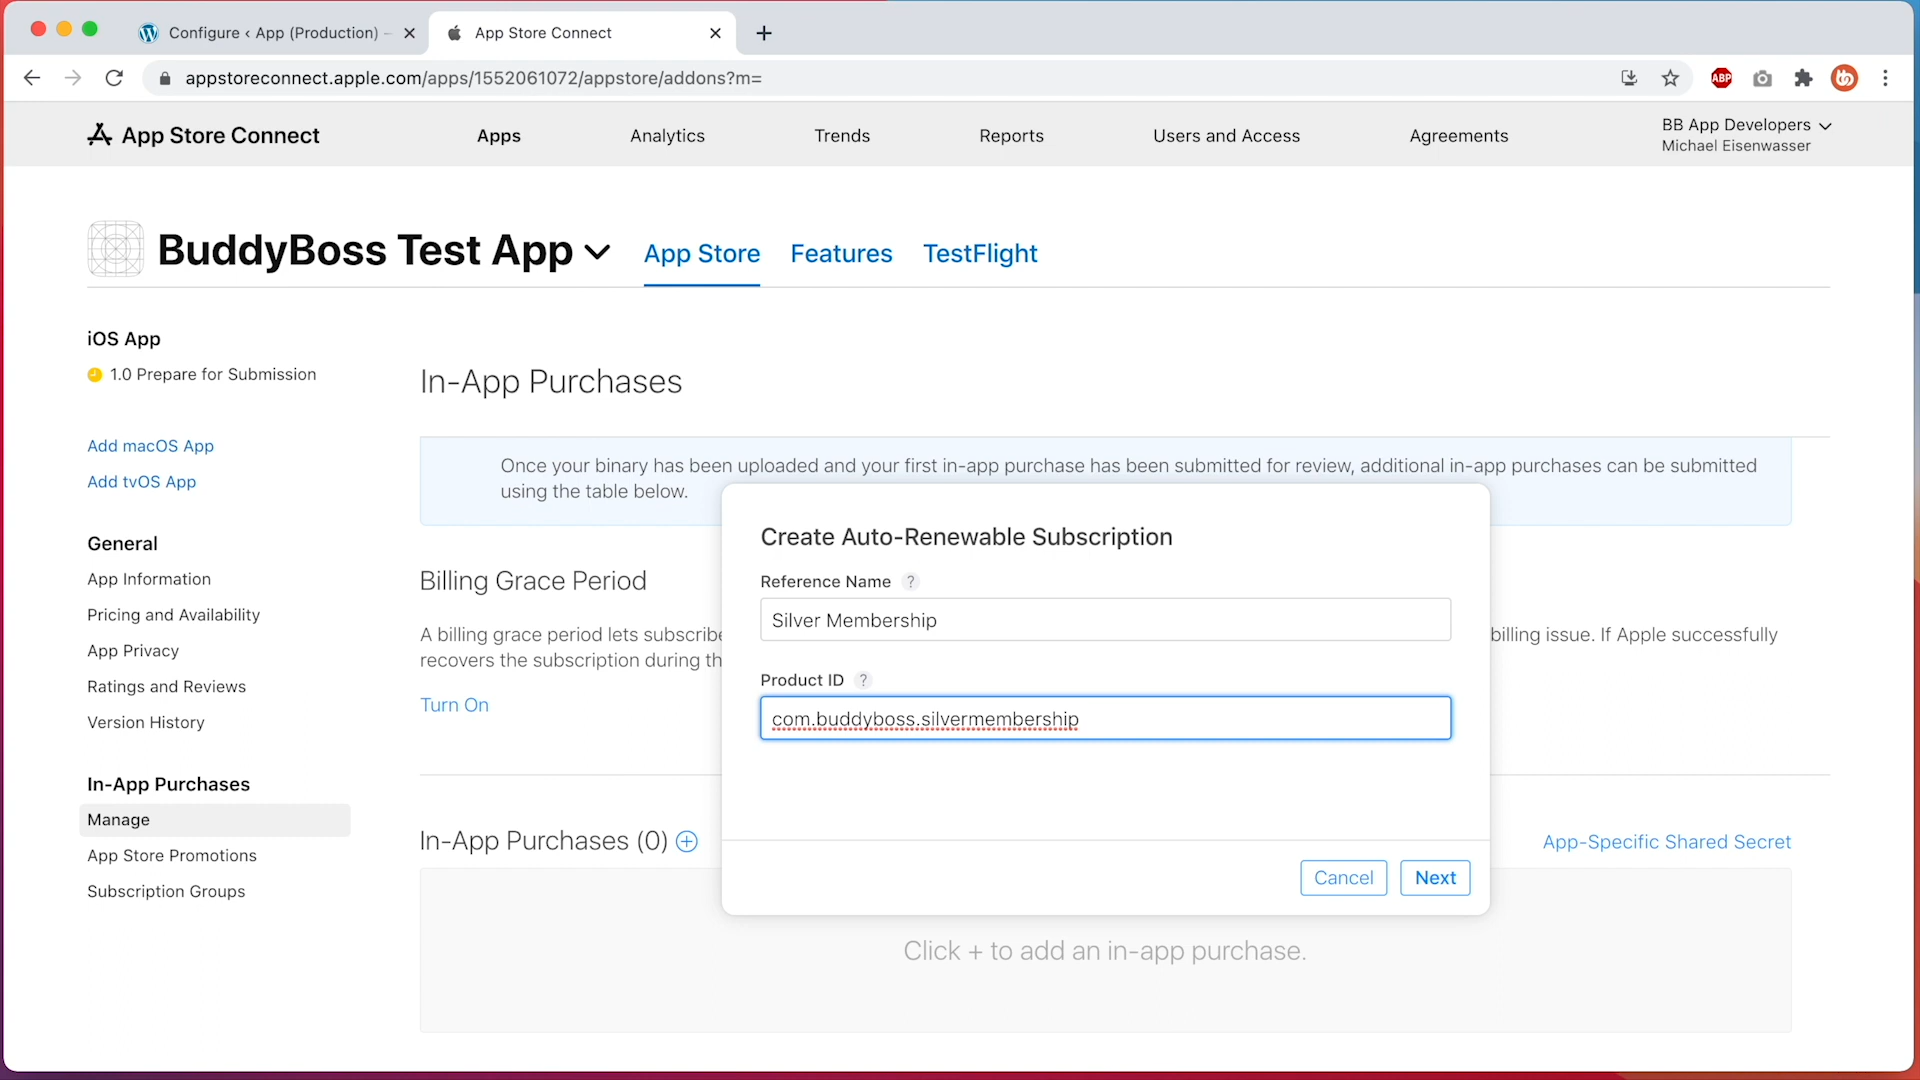 Configure ‹ App (Production) –
App Store Connect
appstoreconnect.apple.com/apps/1552061072/appstore/addons?m=
ABP
App Store Connect
Apps
Analytics
Trends
Reports
Users and Access
Agreements
BB App Developers
Michael Eisenwasser
BuddyBoss Test App
App Store
Features
TestFlight
iOS App
1.0 Prepare for Submission
Add macOS App
Add tvOS App
General
App Information
Pricing and Availability
App Privacy
Ratings and Reviews
Version History
In-App Purchases
Manage
App Store Promotions
Subscription Groups
In-App Purchases
Once your binary has been uploaded and your first in-app purchase has been submitted for review, additional in-app purchases can be submitted
using the table below.
Billing Grace Period
A billing grace period lets subscribe
billing issue. If Apple successfully
recovers the subscription during th
Turn On
In-App Purchases (0)
App-Specific Shared Secret
Click + to add an in-app purchase.
Create Auto-Renewable Subscription
Reference Name ?
Silver Membership
Product ID ?
com.buddyboss.silvermembership
Cancel
Next